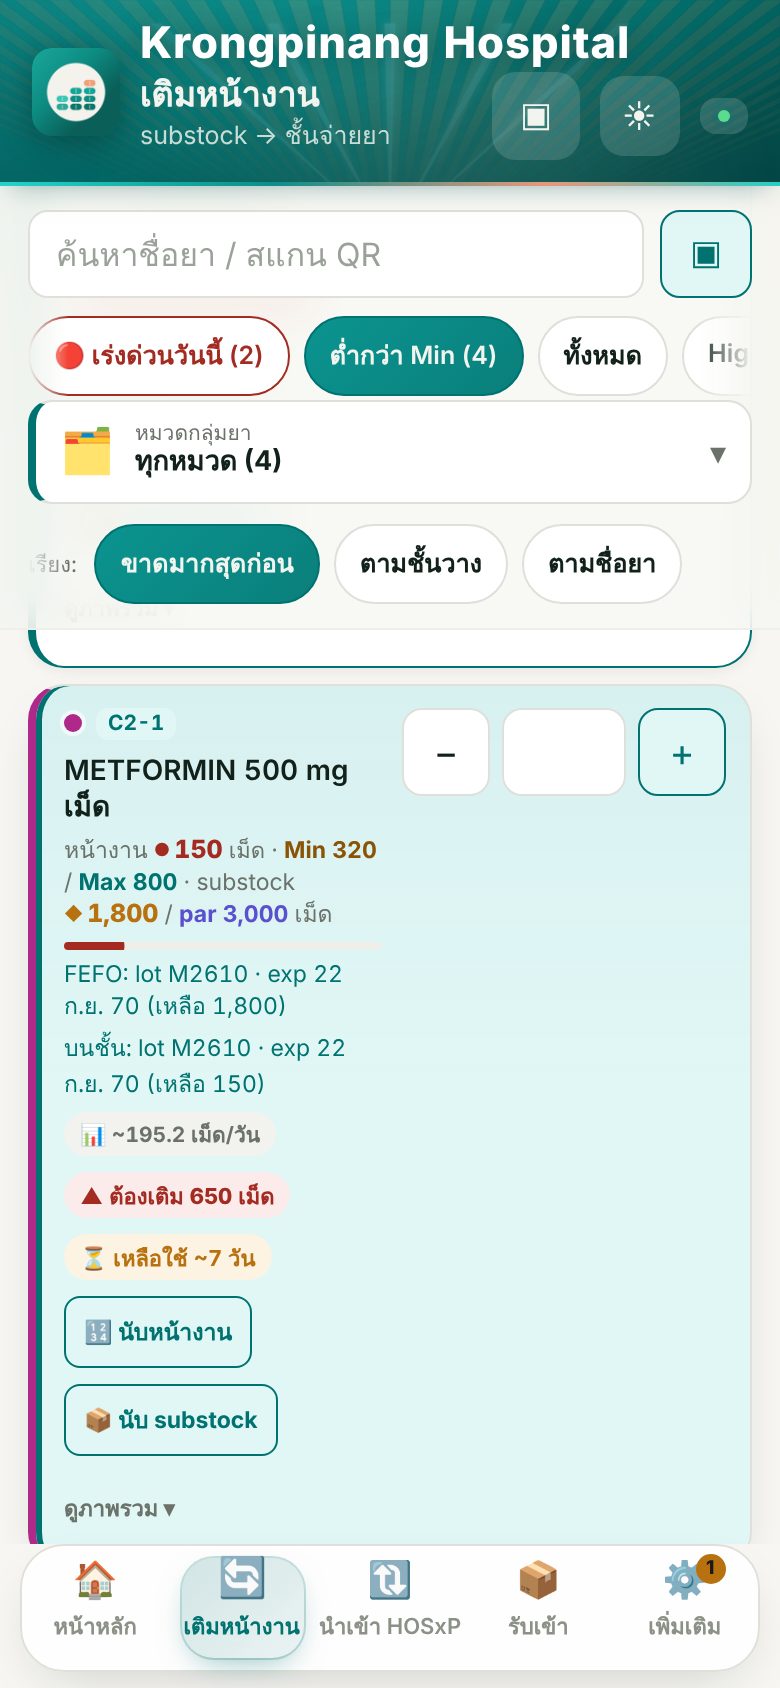 Krongpinang Hospital
เติมหน้างาน
substock → ชั้นจ่ายยา
ค้นหาชื่อยา / สแกน QR
🔴 เร่งด่วนวันนี้ (2)
ต่ำกว่า Min (4)
ทั้งหมด
Hig
หมวดกลุ่มยา
ทุกหมวด (4)
▼
เรียง:
ขาดมากสุดก่อน
ตามชั้นวาง
ตามชื่อยา
ดูภาพรวม ▾
C2-1
METFORMIN 500 mg
เม็ด
−
+
หน้างาน ● 150 เม็ด · Min 320
/ Max 800 · substock
◆ 1,800 / par 3,000 เม็ด
FEFO: lot M2610 · exp 22
ก.ย. 70 (เหลือ 1,800)
บนชั้น: lot M2610 · exp 22
ก.ย. 70 (เหลือ 150)
📊 ~195.2 เม็ด/วัน
▲ ต้องเติม 650 เม็ด
⏳ เหลือใช้ ~7 วัน
🔢 นับหน้างาน
📦 นับ substock
ดูภาพรวม ▾
หน้าหลัก
เติมหน้างาน
นำเข้า HOSxP
รับเข้า
1
เพิ่มเติม